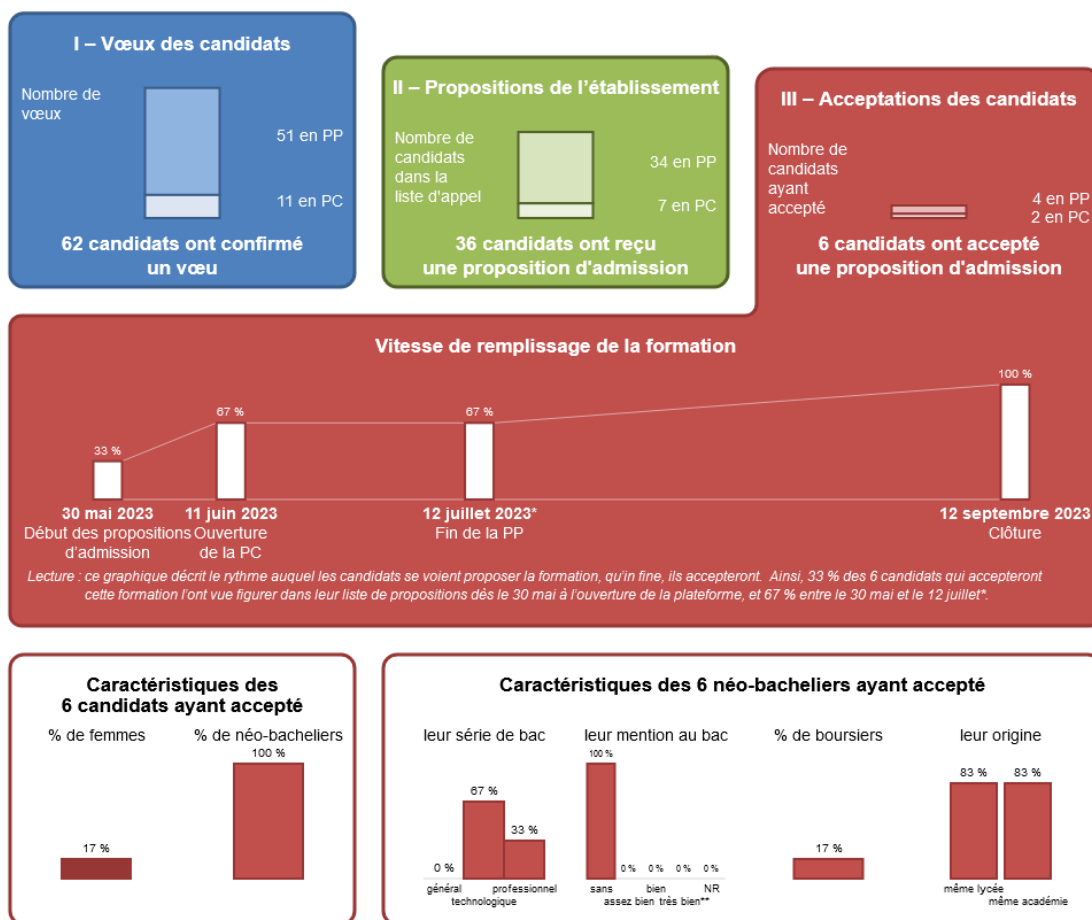 I – Vœux des candidats
Nombre de
vœux
51 en PP
11 en PC
62 candidats ont confirmé
un vœu
II – Propositions de l'établissement
Nombre de
candidats
dans la
liste d'appel
34 en PP
7 en PC
36 candidats ont reçu
une proposition d'admission
III – Acceptations des candidats
Nombre de
candidats
ayant
accepté
4 en PP
2 en PC
6 candidats ont accepté
une proposition d'admission
Vitesse de remplissage de la formation
33 %
67 %
67 %
100 %
30 mai 2023
Début des propositions
d'admission
11 juin 2023
Ouverture
de la PC
12 juillet 2023*
Fin de la PP
12 septembre 2023
Clôture
Lecture : ce graphique décrit le rythme auquel les candidats se voient proposer la formation, qu'in fine, ils accepteront. Ainsi, 33 % des 6 candidats qui accepteront
cette formation l'ont vue figurer dans leur liste de propositions dès le 30 mai à l'ouverture de la plateforme, et 67 % entre le 30 mai et le 12 juillet*.
Caractéristiques des
6 candidats ayant accepté
% de femmes
17 %
% de néo-bacheliers
100 %
Caractéristiques des 6 néo-bacheliers ayant accepté
leur série de bac
0 %
67 %
33 %
général
professionnel
technologique
leur mention au bac
100 %
0 %
0 %
0 %
0 %
sans
bien
NR
assez bien
très bien**
% de boursiers
17 %
leur origine
83 %
83 %
même lycée
même académie